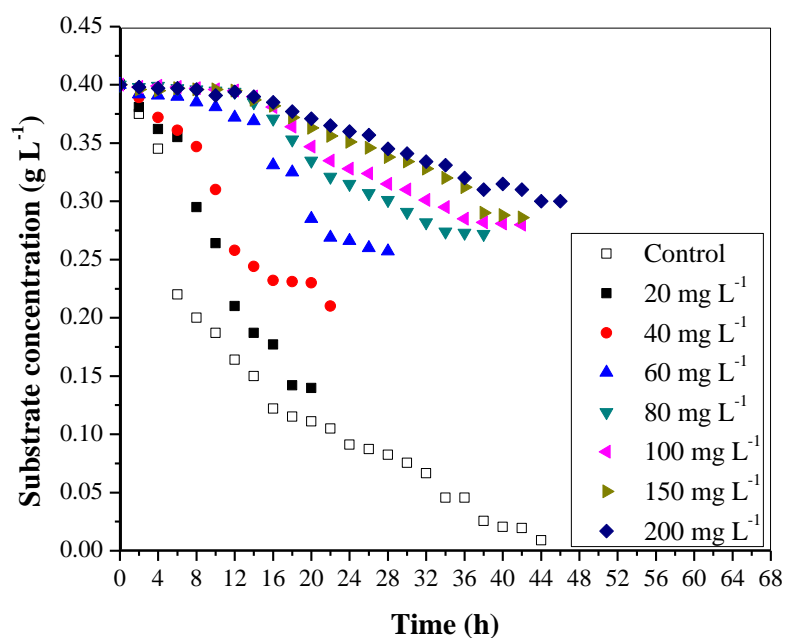 0.45
0.40
0.35
0.30
0.25
0.20
0.15
0.10
0.05
0.00
Substrate concentration (g L⁻¹)
Control
20 mg L⁻¹
40 mg L⁻¹
60 mg L⁻¹
80 mg L⁻¹
100 mg L⁻¹
150 mg L⁻¹
200 mg L⁻¹
0 4 8 12 16 20 24 28 32 36 40 44 48 52 56 60 64 68
Time (h)